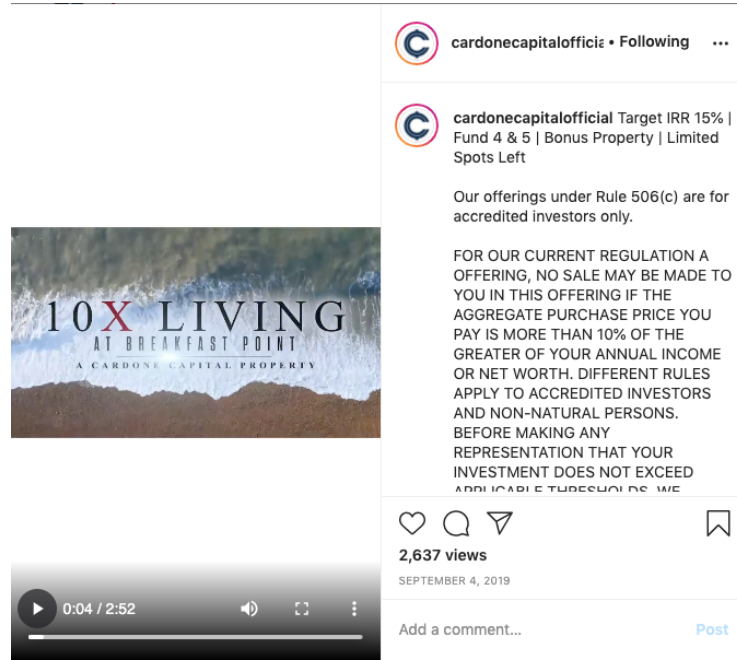 cardonecapitalofficia • Following
cardonecapitalofficial Target IRR 15% |
Fund 4 & 5 | Bonus Property | Limited
Spots Left
Our offerings under Rule 506(c) are for
accredited investors only.
FOR OUR CURRENT REGULATION A
OFFERING, NO SALE MAY BE MADE TO
YOU IN THIS OFFERING IF THE
AGGREGATE PURCHASE PRICE YOU
PAY IS MORE THAN 10% OF THE
GREATER OF YOUR ANNUAL INCOME
OR NET WORTH. DIFFERENT RULES
APPLY TO ACCREDITED INVESTORS
AND NON-NATURAL PERSONS.
BEFORE MAKING ANY
REPRESENTATION THAT YOUR
INVESTMENT DOES NOT EXCEED
APPLICABLE THRESHOLDS, WE
10X LIVING
AT BREAKFAST POINT
A CARDONE CAPITAL PROPERTY
0:04 / 2:52
2,637 views
SEPTEMBER 4, 2019
Add a comment...
Post